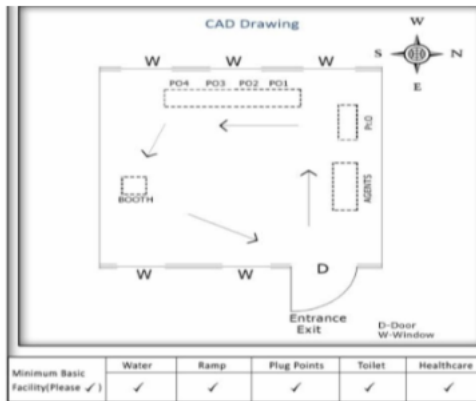 CAD Drawing
W
S N
E
W W W
PO4 PO3 PO2 PO1
PrO
AGENTS
BOOTH
W W D
Entrance
Exit
D-Door
W-Window
Minimum Basic Facility(Please ✓)
Water Ramp Plug Points Toilet Healthcare
✓ ✓ ✓ ✓ ✓